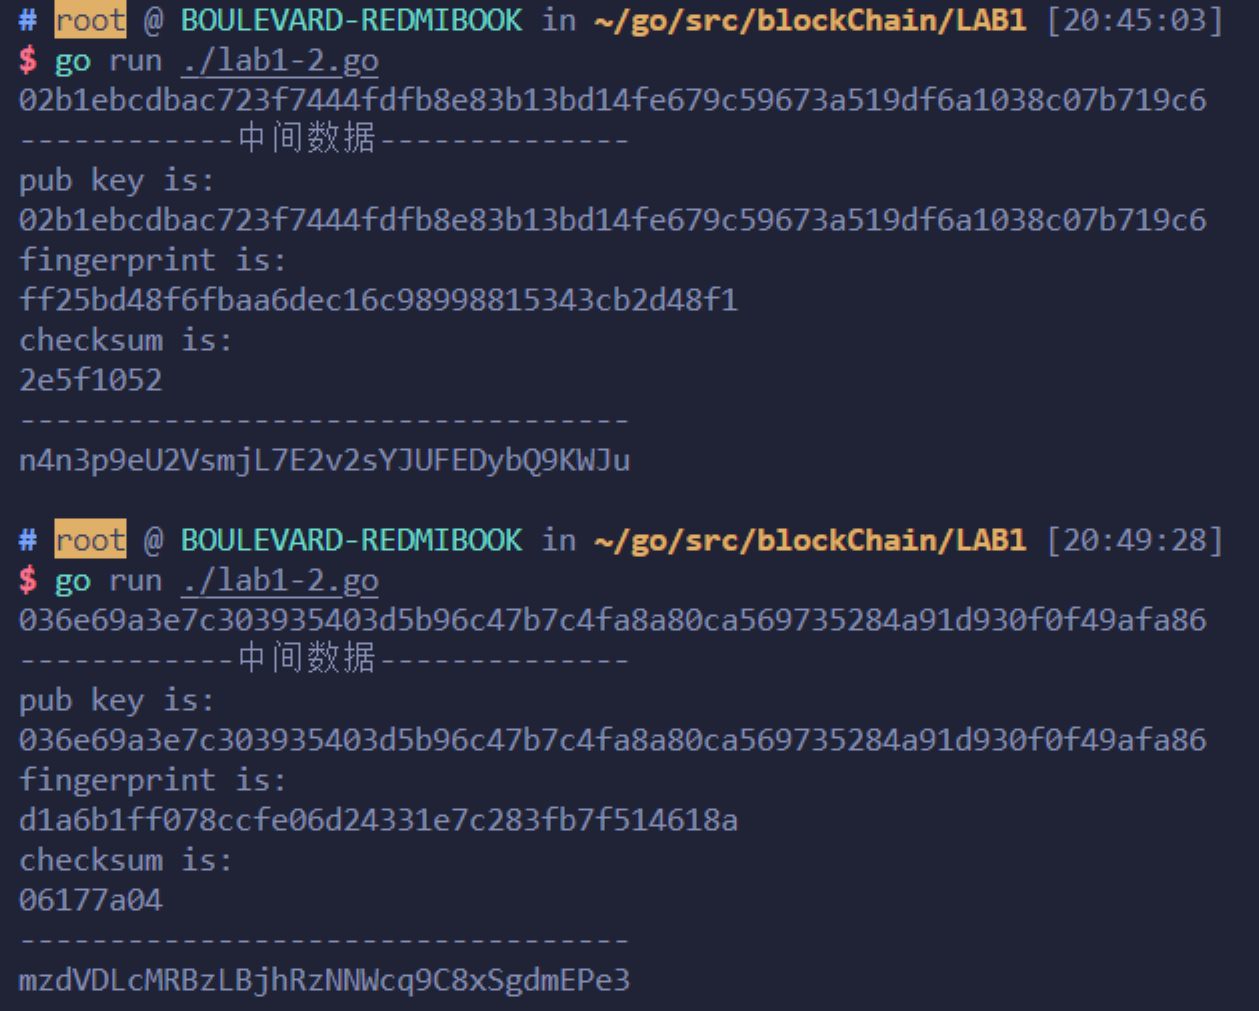 # root @ BOULEVARD-REDMIBOOK in ~/go/src/blockChain/LAB1 [20:45:03]
$ go run ./lab1-2.go
02b1ebcdbac723f7444fdfb8e83b13bd14fe679c59673a519df6a1038c07b719c6
------------中间数据--------------
pub key is:
02b1ebcdbac723f7444fdfb8e83b13bd14fe679c59673a519df6a1038c07b719c6
fingerprint is:
ff25bd48f6fbaa6dec16c98998815343cb2d48f1
checksum is:
2e5f1052
----------------------------------
n4n3p9eU2VsmjL7E2v2sYJUFEDybQ9KWJu
# root @ BOULEVARD-REDMIBOOK in ~/go/src/blockChain/LAB1 [20:49:28]
$ go run ./lab1-2.go
036e69a3e7c303935403d5b96c47b7c4fa8a80ca569735284a91d930f0f49afa86
------------中间数据--------------
pub key is:
036e69a3e7c303935403d5b96c47b7c4fa8a80ca569735284a91d930f0f49afa86
fingerprint is:
d1a6b1ff078ccfe06d24331e7c283fb7f514618a
checksum is:
06177a04
----------------------------------
mzdVDLcMRBzLBjhRzNNWcq9C8xSgdmEPe3